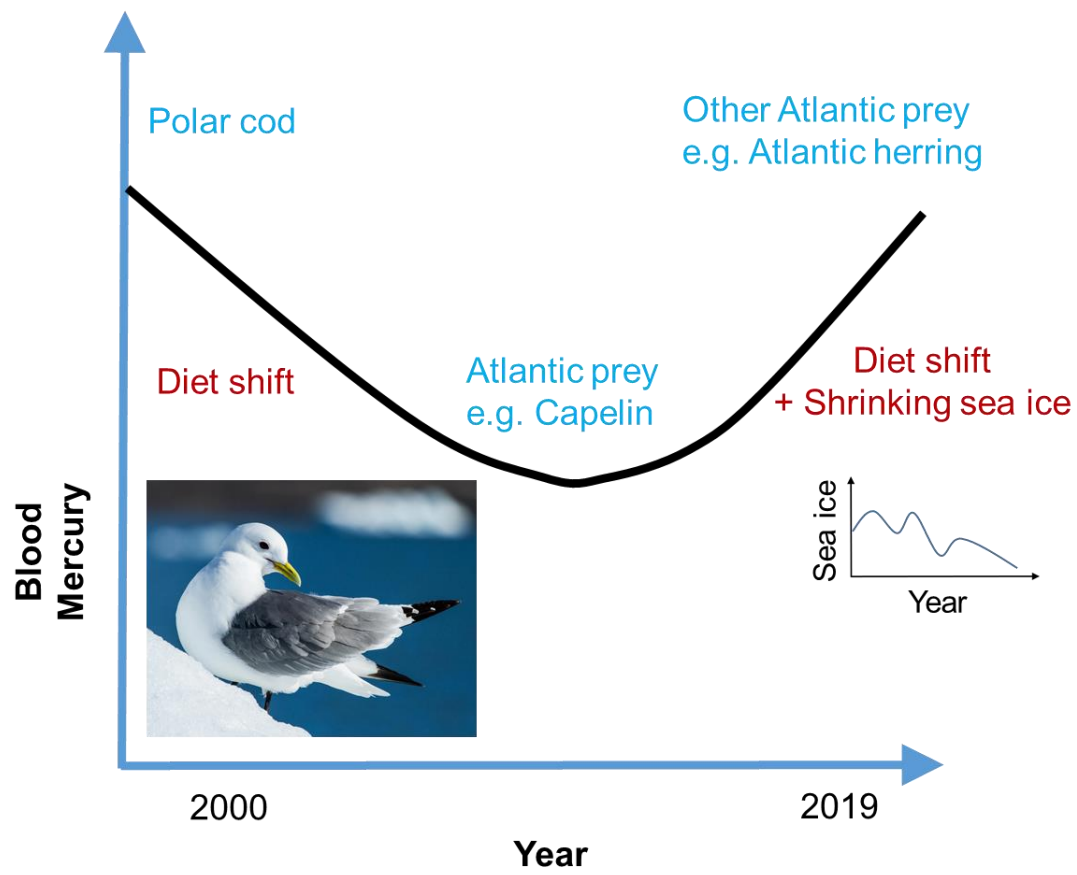 Polar cod
Other Atlantic prey
e.g. Atlantic herring
Diet shift
Atlantic prey
e.g. Capelin
Diet shift
+ Shrinking sea ice
Blood
Mercury
Sea ice
Year
2000
2019
Year